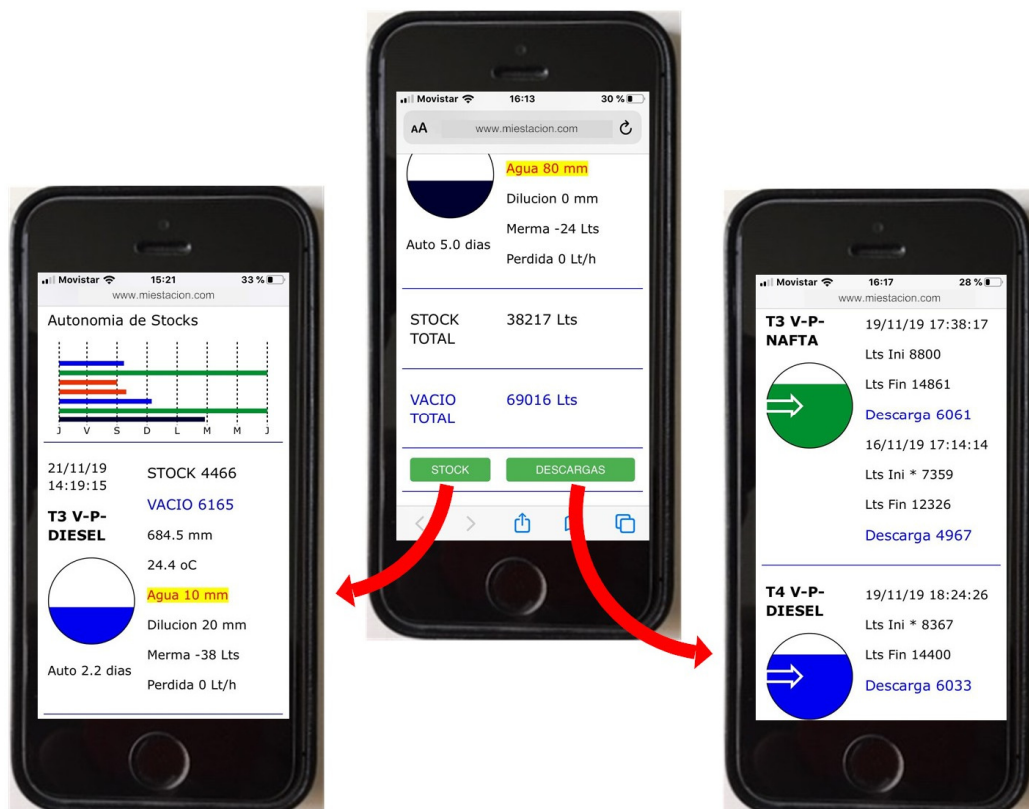 Movistar 15:21 33 %
www.miestacion.com
Autonomia de Stocks
J V S D L M M J
21/11/19
14:19:15
STOCK 4466
VACIO 6165
T3 V-P-
DIESEL
684.5 mm
24.4 oC
Agua 10 mm
Dilucion 20 mm
Merma -38 Lts
Auto 2.2 dias
Perdida 0 Lt/h
Movistar 16:13 30 %
AA www.miestacion.com
Agua 80 mm
Dilucion 0 mm
Merma -24 Lts
Auto 5.0 dias
Perdida 0 Lt/h
STOCK
TOTAL
38217 Lts
VACIO
TOTAL
69016 Lts
STOCK DESCARGAS
Movistar 16:17 28 %
www.miestacion.com
T3 V-P-
NAFTA
19/11/19 17:38:17
Lts Ini 8800
Lts Fin 14861
Descarga 6061
16/11/19 17:14:14
Lts Ini * 7359
Lts Fin 12326
Descarga 4967
T4 V-P-
DIESEL
19/11/19 18:24:26
Lts Ini * 8367
Lts Fin 14400
Descarga 6033